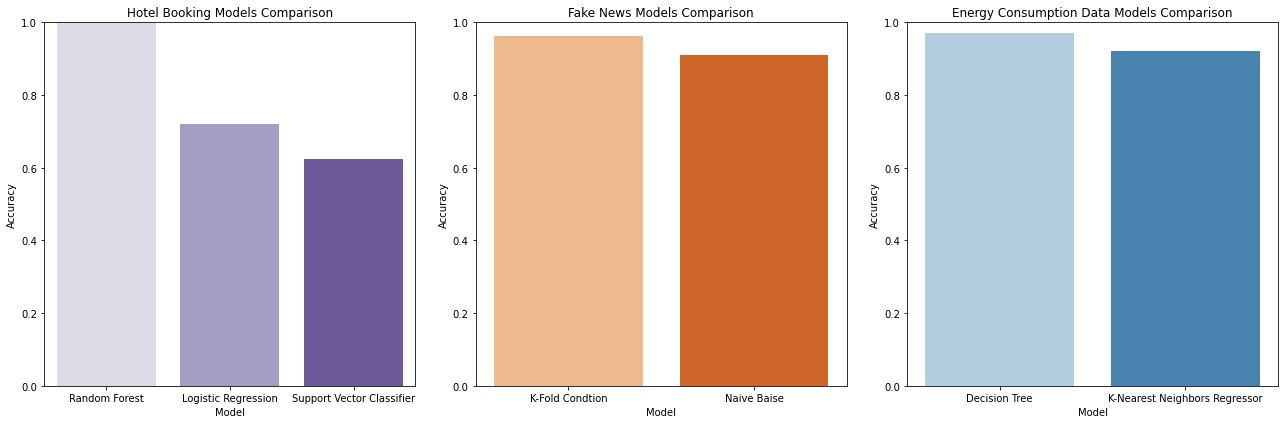 Hotel Booking Models Comparison
1.0
0.8
0.6
0.4
0.2
0.0
Accuracy
Random Forest
Logistic Regression
Support Vector Classifier
Model
Fake News Models Comparison
1.0
0.8
0.6
0.4
0.2
0.0
Accuracy
K-Fold Condtion
Naive Baise
Model
Energy Consumption Data Models Comparison
1.0
0.8
0.6
0.4
0.2
0.0
Accuracy
Decision Tree
K-Nearest Neighbors Regressor
Model